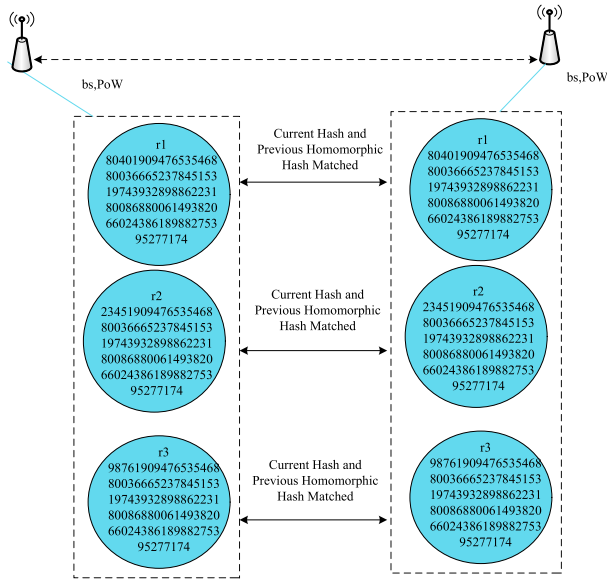 bs,PoW
bs,PoW
r1
80401909476535468
80036665237845153
19743932898862231
80086880061493820
66024386189882753
95277174
Current Hash and
Previous Homomorphic
Hash Matched
r1
80401909476535468
80036665237845153
19743932898862231
80086880061493820
66024386189882753
95277174
r2
23451909476535468
80036665237845153
19743932898862231
80086880061493820
66024386189882753
95277174
Current Hash and
Previous Homomorphic
Hash Matched
r2
23451909476535468
80036665237845153
19743932898862231
80086880061493820
66024386189882753
95277174
r3
98761909476535468
80036665237845153
19743932898862231
80086880061493820
66024386189882753
95277174
Current Hash and
Previous Homomorphic
Hash Matched
r3
98761909476535468
80036665237845153
19743932898862231
80086880061493820
66024386189882753
95277174